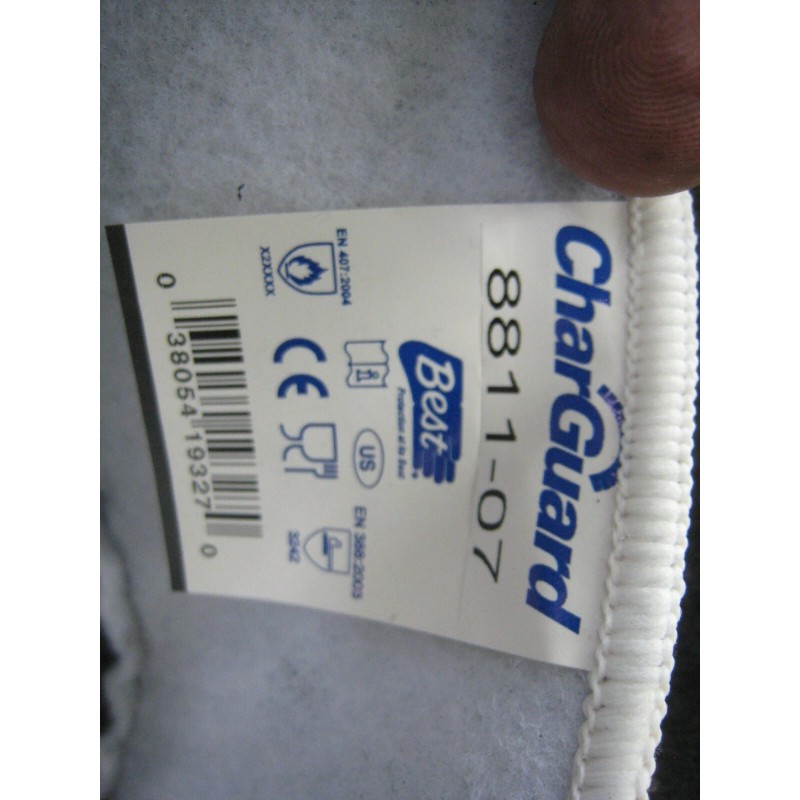 CharGuard
8811-07
Best
Protection at its Best
EN 407:2004
X2XXXX
i
US
CE
EN 388:2003
3242
0 38054 19327 0